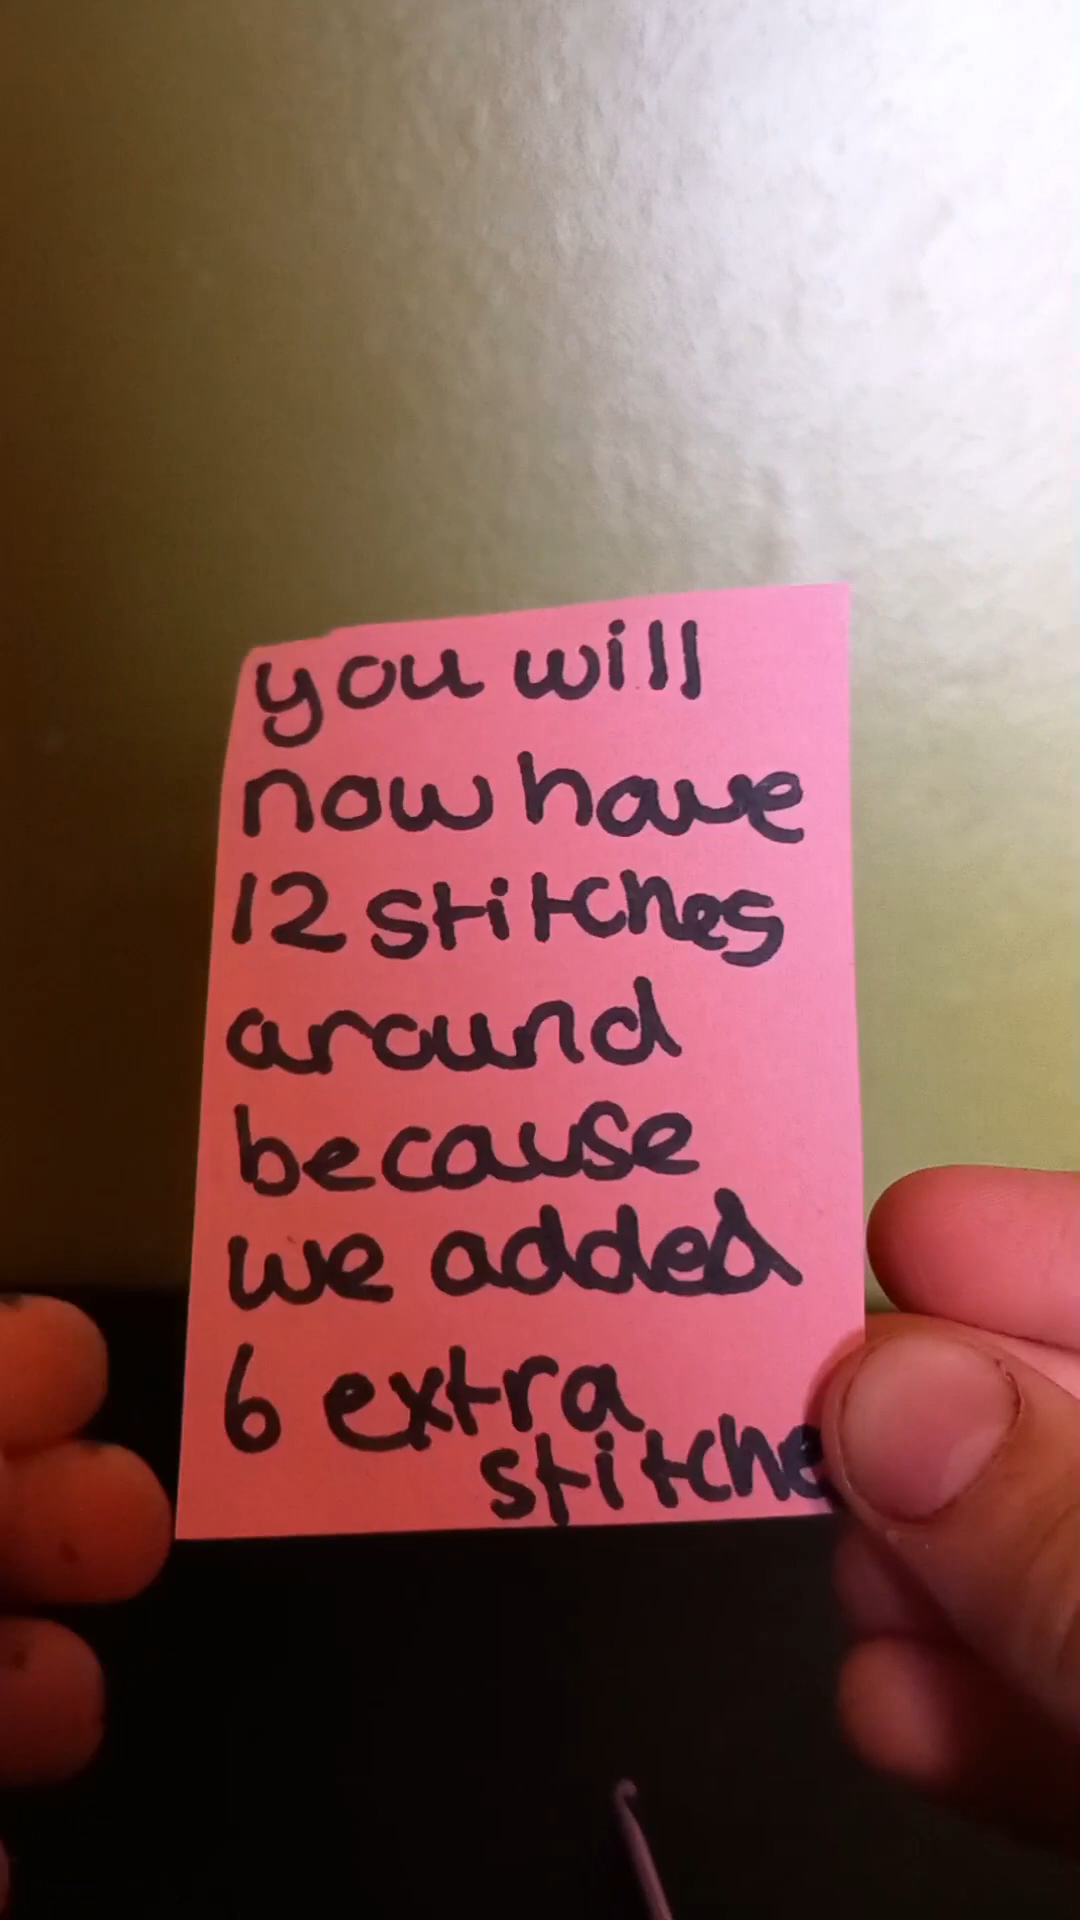 you will
now have
12 stitches
around
because
we added
6 extra
stitche